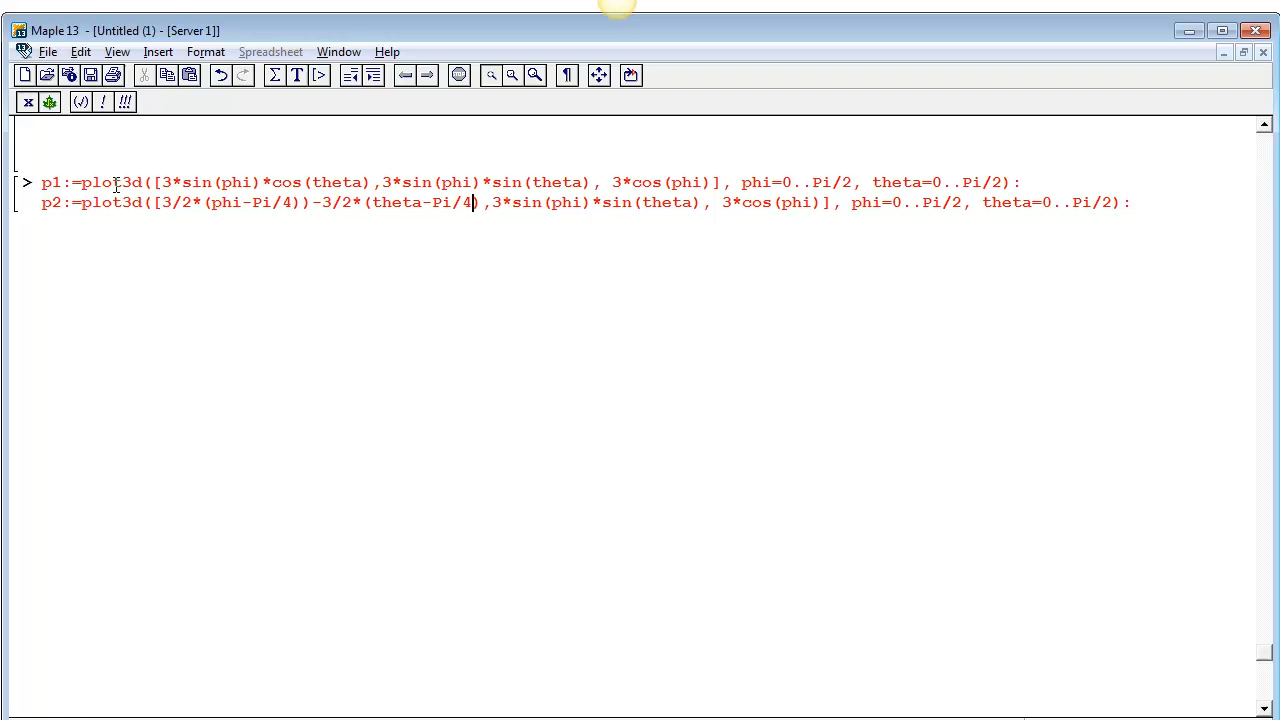 Maple 13 - [Untitled (1) - [Server1]]
File Edit View Insert Format Spreadsheet Window Help
> p1:=plot3d([3*sin(phi)*cos(theta),3*sin(phi)*sin(theta), 3*cos(phi)], phi=0..Pi/2, theta=0..Pi/2):
p2:=plot3d([3/2*(phi-Pi/4))-3/2*(theta-Pi/4),3*sin(phi)*sin(theta), 3*cos(phi)], phi=0..Pi/2, theta=0..Pi/2):